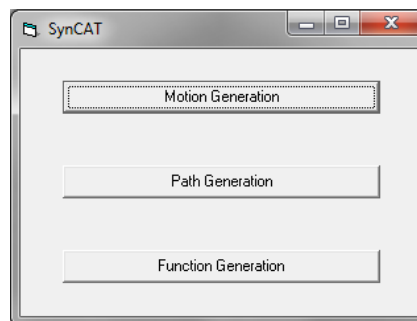 SynCAT
Motion Generation
Path Generation
Function Generation